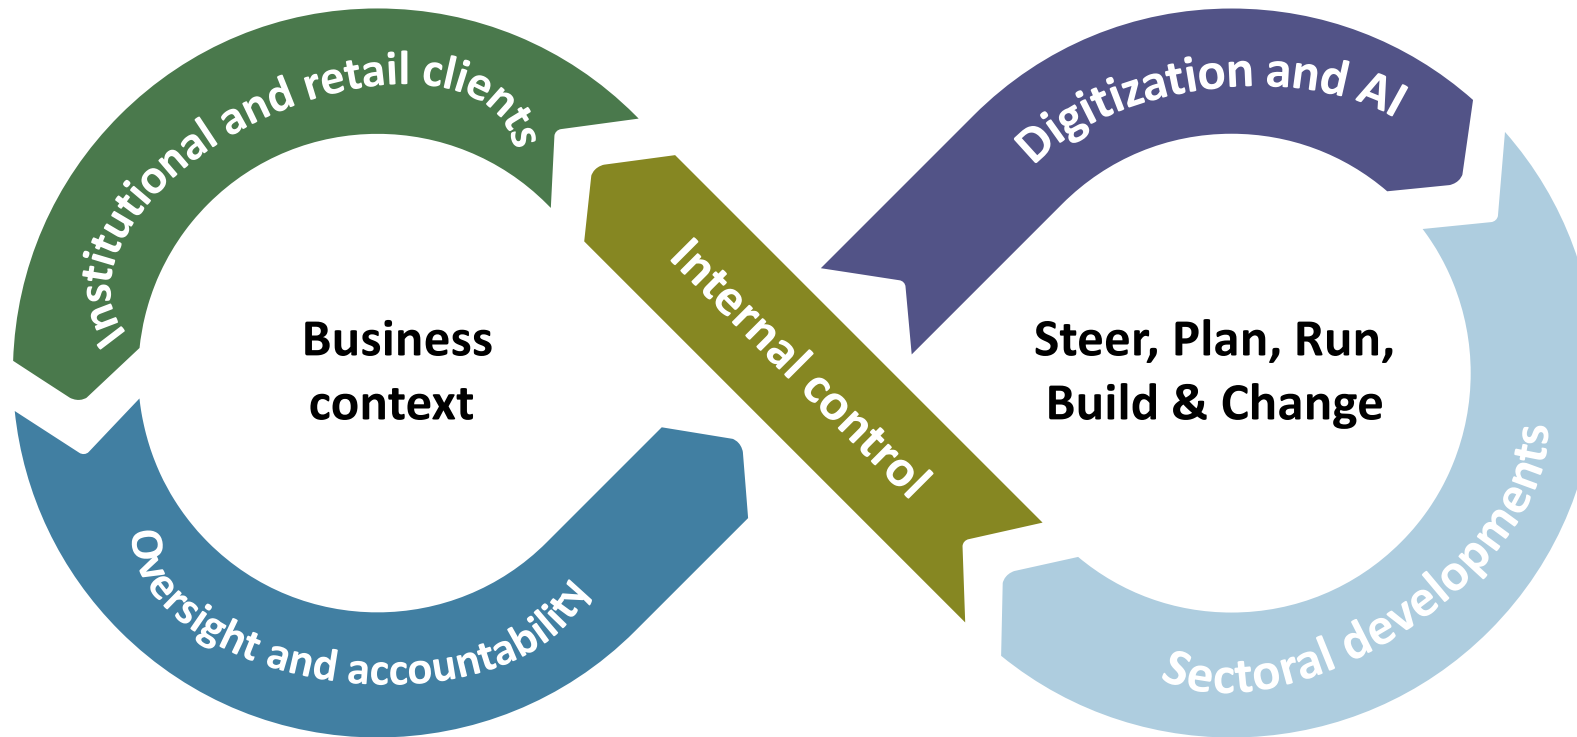 Institutional and retail clients
Digitization and AI
Internal control
Business
context
Steer, Plan, Run,
Build & Change
Oversight and accountability
Sectoral developments